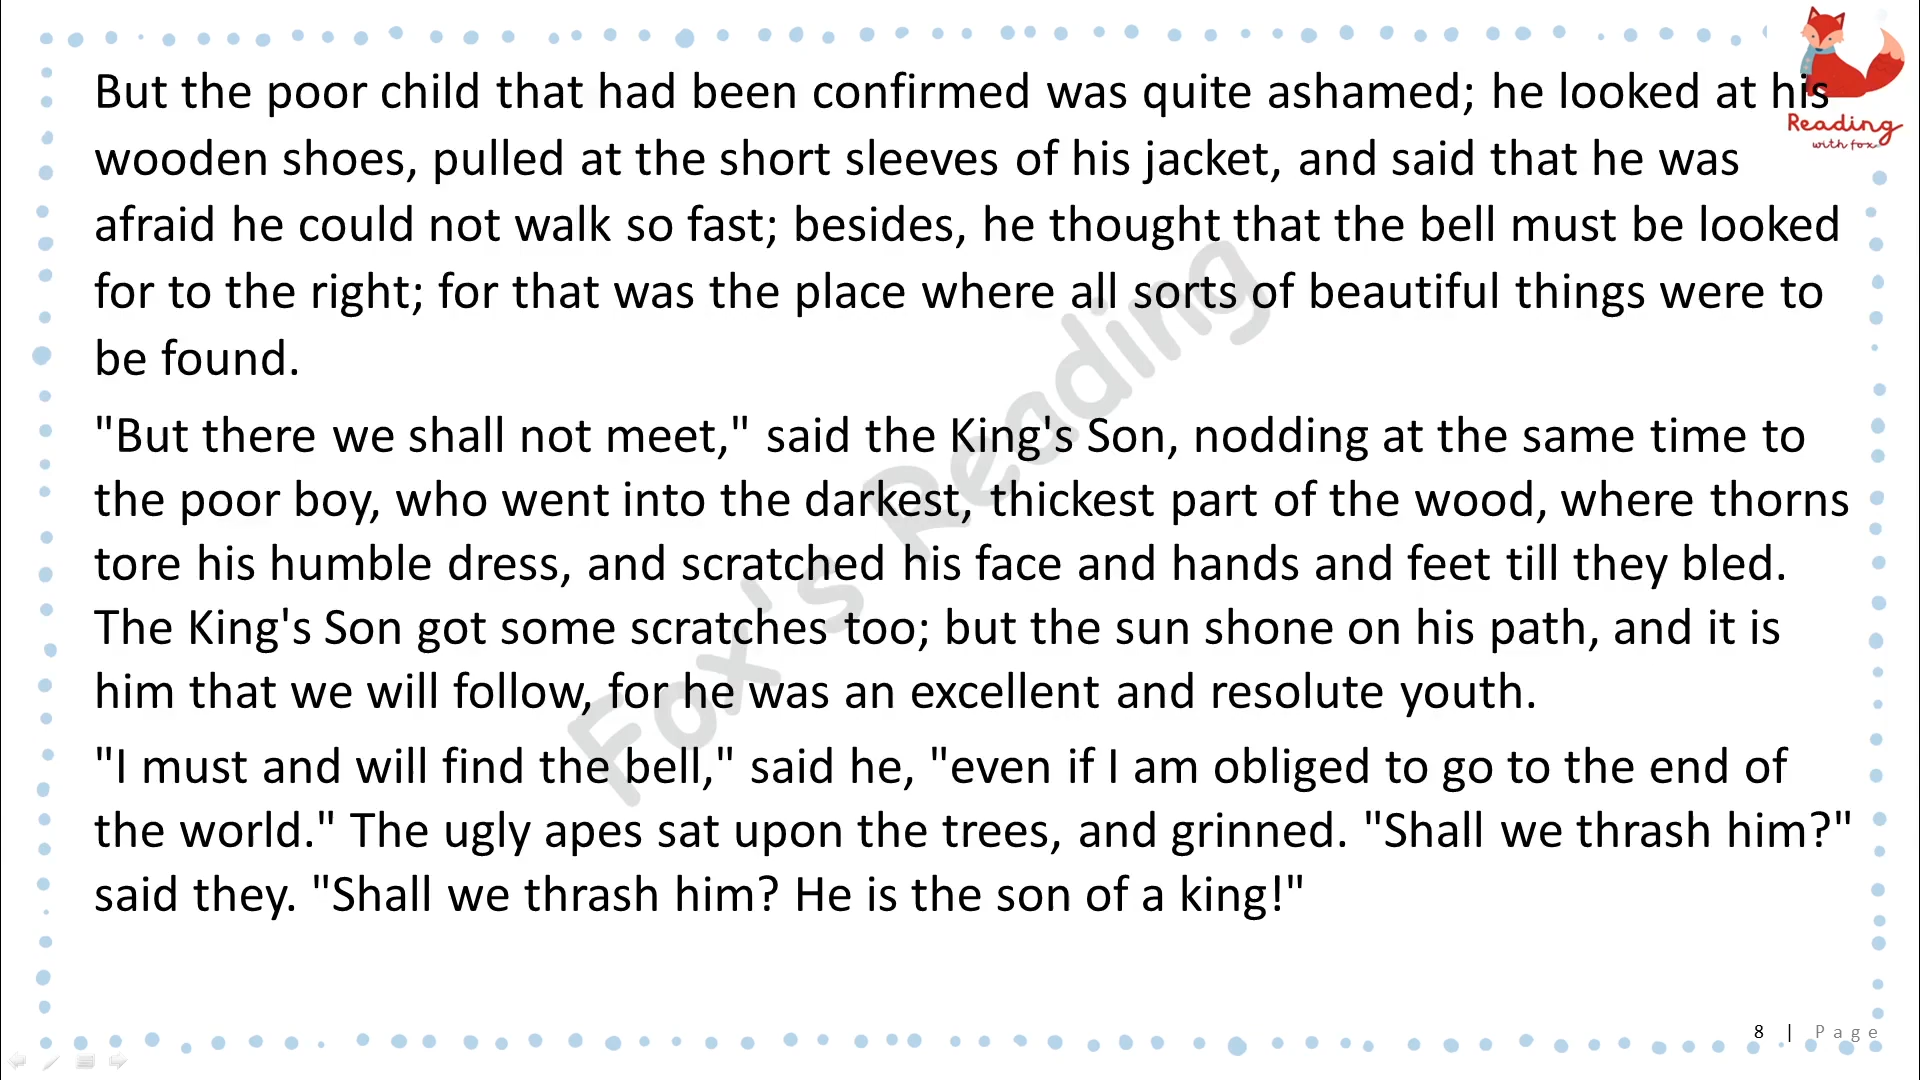 But the poor child that had been confirmed was quite ashamed; he looked at his
wooden shoes, pulled at the short sleeves of his jacket, and said that he was
afraid he could not walk so fast; besides, he thought that the bell must be looked
for to the right; for that was the place where all sorts of beautiful things were to
be found.
"But there we shall not meet," said the King's Son, nodding at the same time to
the poor boy, who went into the darkest, thickest part of the wood, where thorns
tore his humble dress, and scratched his face and hands and feet till they bled.
The King's Son got some scratches too; but the sun shone on his path, and it is
him that we will follow, for he was an excellent and resolute youth.
"I must and will find the bell," said he, "even if I am obliged to go to the end of
the world." The ugly apes sat upon the trees, and grinned. "Shall we thrash him?"
said they. "Shall we thrash him? He is the son of a king!"
Reading
with fox
Fox's Reading
8 | Page